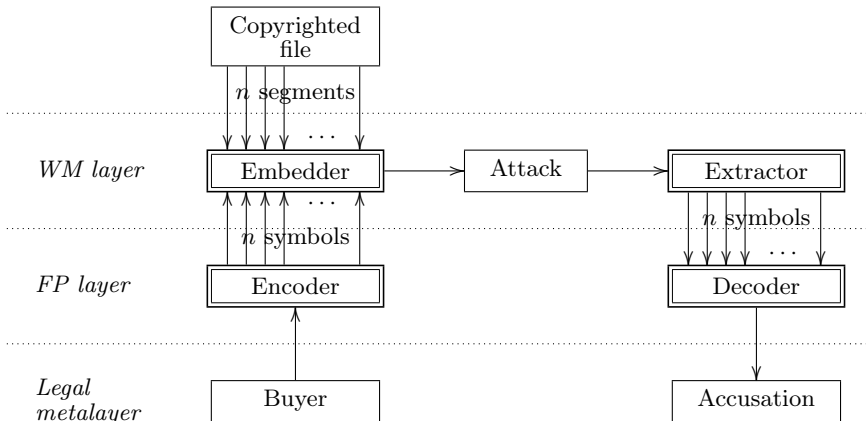 Copyrighted
file
n segments
. . .
WM layer
Embedder
Attack
Extractor
. . .
n symbols
n symbols
. . .
FP layer
Encoder
Decoder
Legal
metalayer
Buyer
Accusation